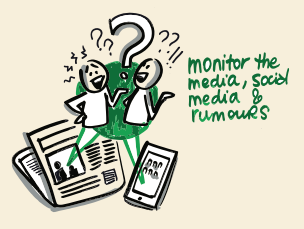 ? ? ? ? ? !!
monitor the
media, social
media &
rumours